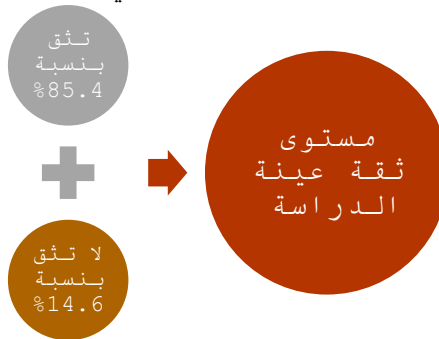 تثق
بنسبة
%85.4
لا تثق
بنسبة
%14.6
مستوى
ثقة عينة
الدراسة